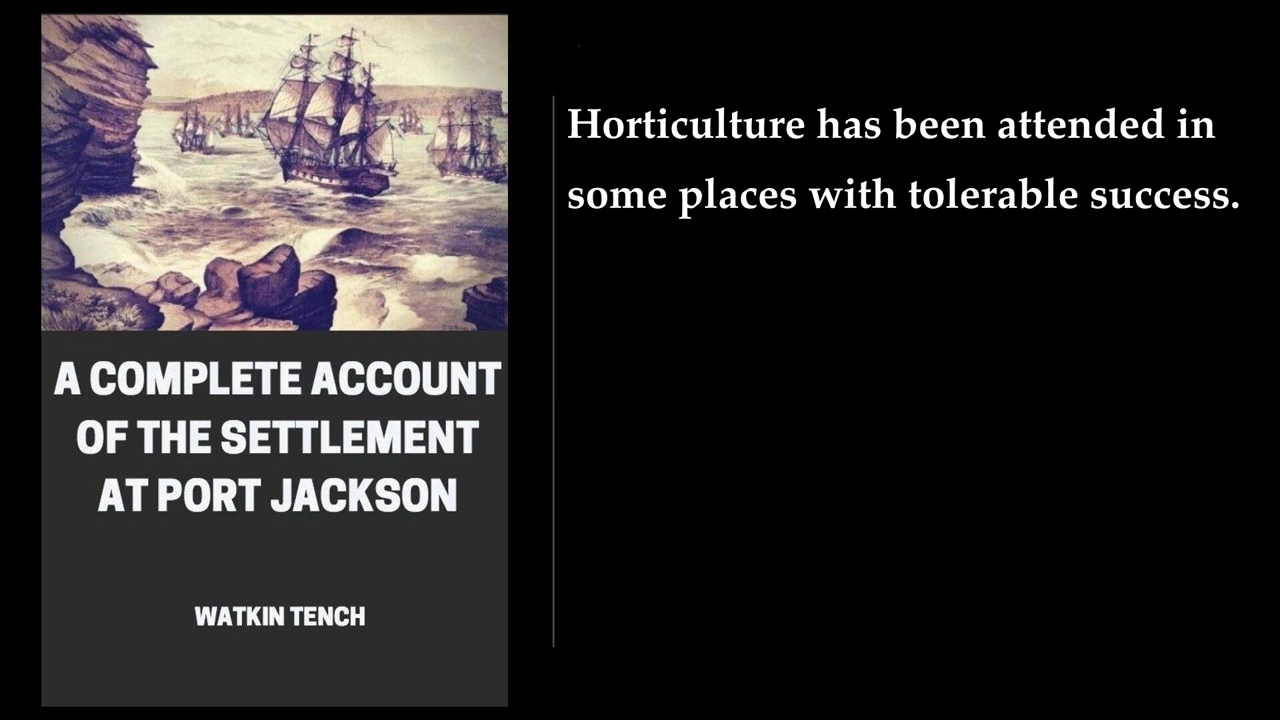 A COMPLETE ACCOUNT
OF THE SETTLEMENT
AT PORT JACKSON
WATKIN TENCH
Horticulture has been attended in
some places with tolerable success.